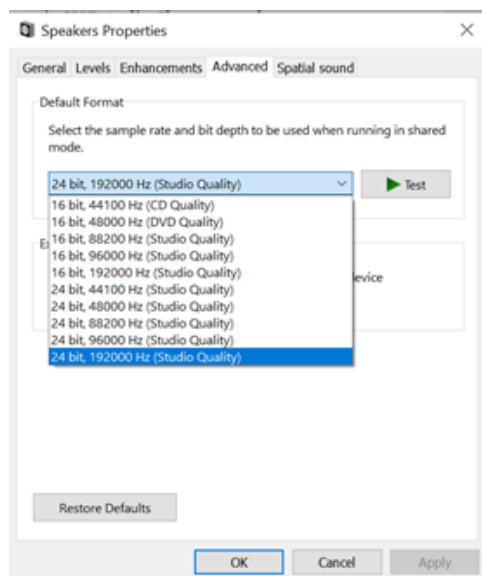 Speakers Properties
General Levels Enhancements Advanced Spatial sound
Default Format
Select the sample rate and bit depth to be used when running in shared
mode.
24 bit, 192000 Hz (Studio Quality)
Test
16 bit, 44100 Hz (CD Quality)
16 bit, 48000 Hz (DVD Quality)
16 bit, 88200 Hz (Studio Quality)
16 bit, 96000 Hz (Studio Quality)
16 bit, 192000 Hz (Studio Quality)
24 bit, 44100 Hz (Studio Quality)
24 bit, 48000 Hz (Studio Quality)
24 bit, 88200 Hz (Studio Quality)
24 bit, 96000 Hz (Studio Quality)
24 bit, 192000 Hz (Studio Quality)
Restore Defaults
OK Cancel Apply